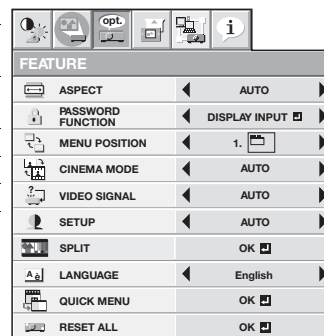 opt.
i
FEATURE
ASPECT AUTO
PASSWORD FUNCTION DISPLAY INPUT
MENU POSITION 1.
CINEMA MODE AUTO
VIDEO SIGNAL AUTO
SETUP AUTO
SPLIT OK
A è LANGUAGE English
QUICK MENU OK
RESET ALL OK